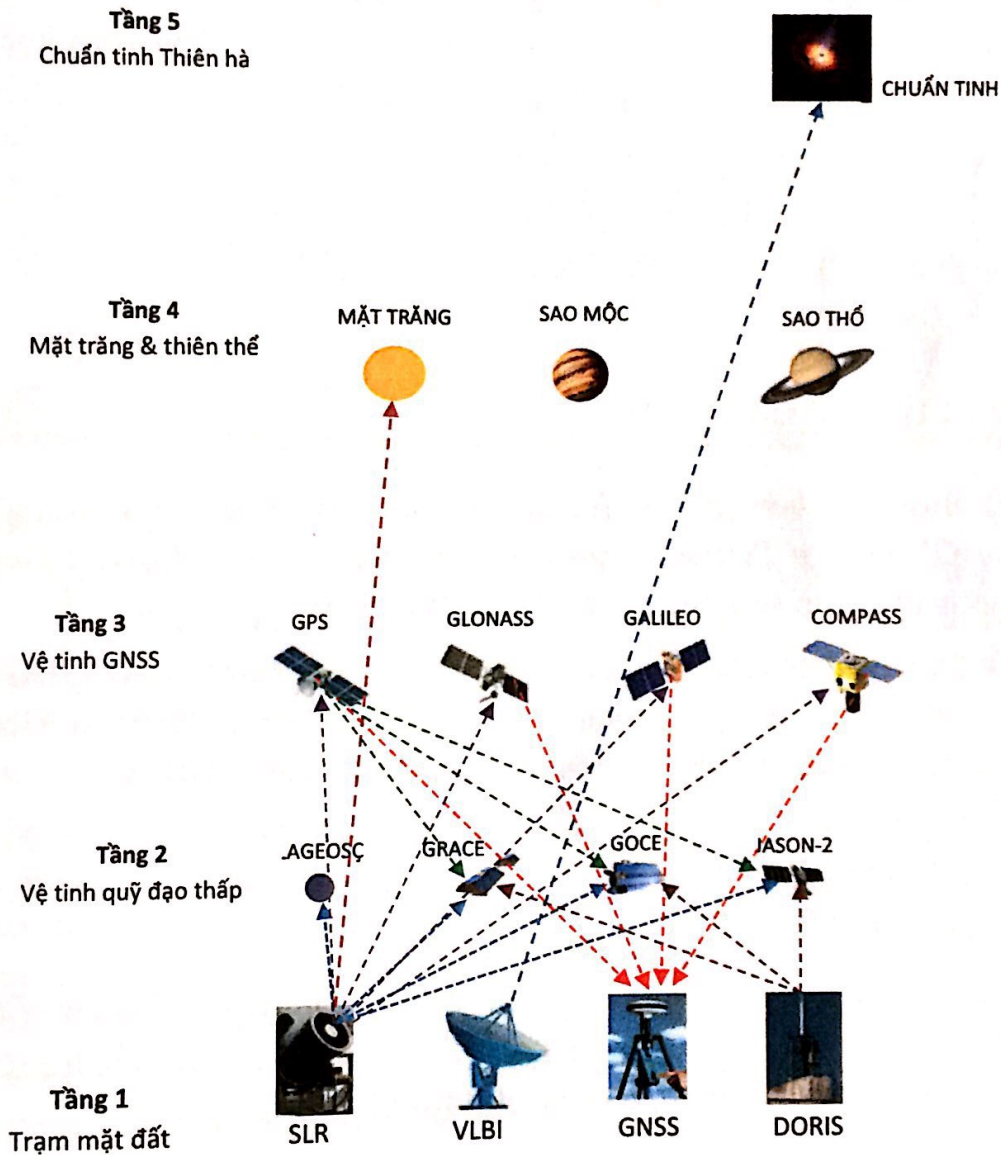 Tầng 5
Chuẩn tinh Thiên hà
CHUẨN TINH
Tầng 4
Mặt trăng & thiên thể
MẶT TRĂNG
SAO MỘC
SAO THỔ
Tầng 3
Vệ tinh GNSS
GPS
GLONASS
GALILEO
COMPASS
Tầng 2
Vệ tinh quỹ đạo thấp
.AGEOSÇ
GRACE
GOCE
JASON-2
Tầng 1
Trạm mặt đất
SLR
VLBI
GNSS
DORIS